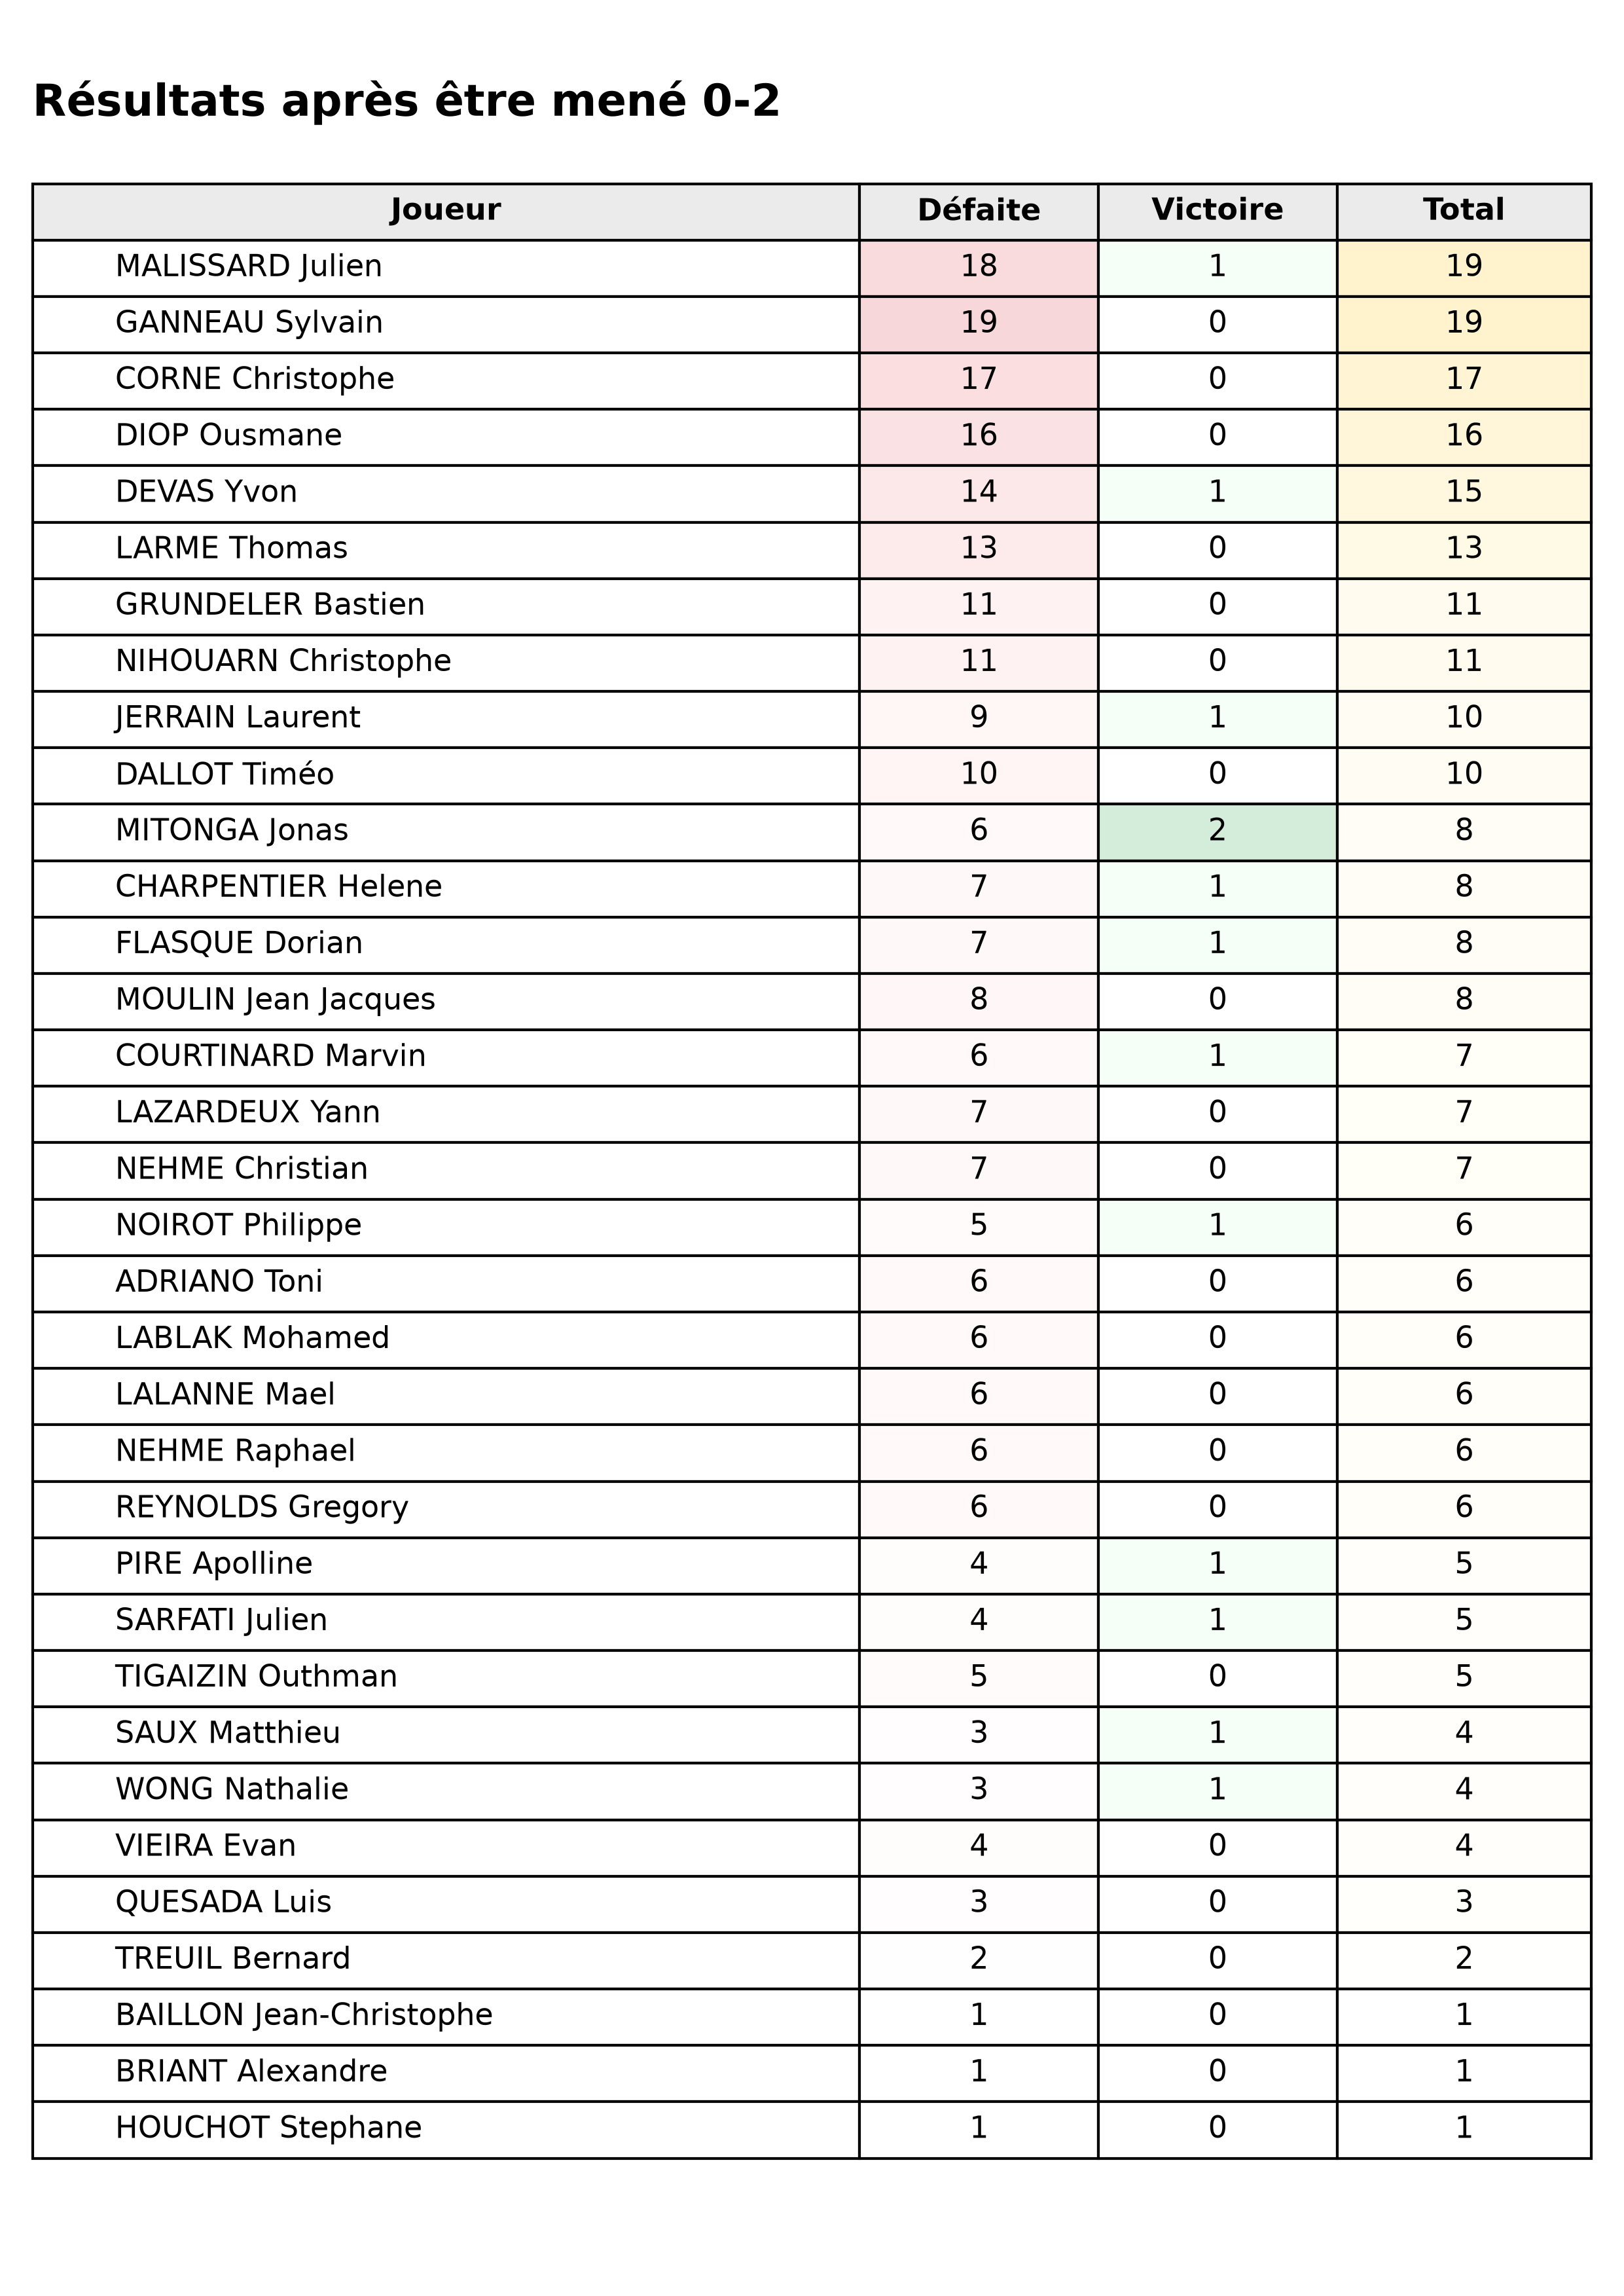 Résultats après être mené 0-2
Joueur Défaite Victoire Total
MALISSARD Julien 18 1 19
GANNEAU Sylvain 19 0 19
CORNE Christophe 17 0 17
DIOP Ousmane 16 0 16
DEVAS Yvon 14 1 15
LARME Thomas 13 0 13
GRUNDELER Bastien 11 0 11
NIHOUARN Christophe 11 0 11
JERRAIN Laurent 9 1 10
DALLOT Timéo 10 0 10
MITONGA Jonas 6 2 8
CHARPENTIER Helene 7 1 8
FLASQUE Dorian 7 1 8
MOULIN Jean Jacques 8 0 8
COURTINARD Marvin 6 1 7
LAZARDEUX Yann 7 0 7
NEHME Christian 7 0 7
NOIROT Philippe 5 1 6
ADRIANO Toni 6 0 6
LABLAK Mohamed 6 0 6
LALANNE Mael 6 0 6
NEHME Raphael 6 0 6
REYNOLDS Gregory 6 0 6
PIRE Apolline 4 1 5
SARFATI Julien 4 1 5
TIGAIZIN Outhman 5 0 5
SAUX Matthieu 3 1 4
WONG Nathalie 3 1 4
VIEIRA Evan 4 0 4
QUESADA Luis 3 0 3
TREUIL Bernard 2 0 2
BAILLON Jean-Christophe 1 0 1
BRIANT Alexandre 1 0 1
HOUCHOT Stephane 1 0 1